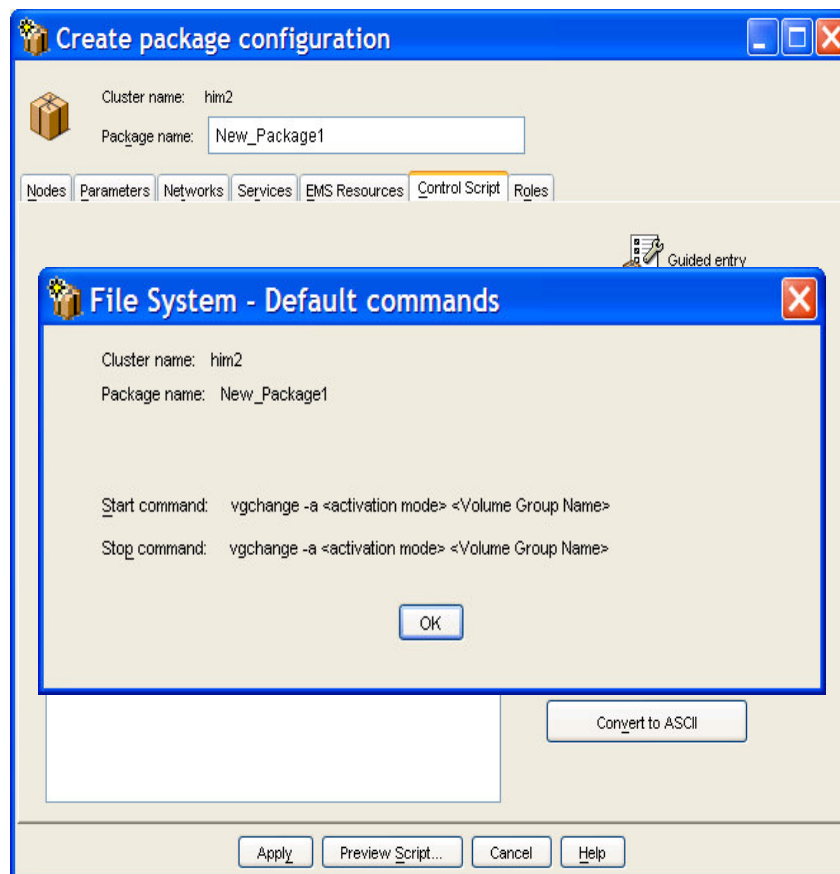 Create package configuration
Cluster name: him2
Package name: New_Package1
Nodes Parameters Networks Services EMS Resources Control Script Roles
Guided entry
File System - Default commands
Cluster name: him2
Package name: New_Package1
Start command: vgchange -a <activation mode> <Volume Group Name>
Stop command: vgchange -a <activation mode> <Volume Group Name>
OK
Convert to ASCII
Apply Preview Script... Cancel Help